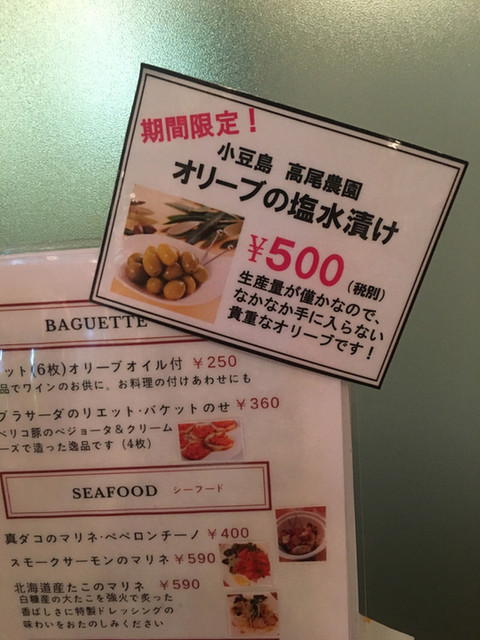 期間限定！
小豆島 高尾農園
オリーブの塩水漬け
¥500(税別)
生産量が僅かなので、
なかなか手に入らない
貴重なオリーブです！
BAGUETTE
ット(6枚)オリーブオイル付 ¥250
品でワインのお供に。お料理の付けあわせにも
ブラサーダのリエット・バケットのせ ¥360
ベリコ豚のベジョータ&クリーム
ーズで造った逸品です(4枚)
SEAFOOD シーフード
真ダコのマリネ・ペペロンチーノ ¥400
スモークサーモンのマリネ ¥590
北海道産たこのマリネ ¥590
白糠産の大たこを強火で炙った
香ばしさに特製ドレッシングの
味わいをおたのしみください